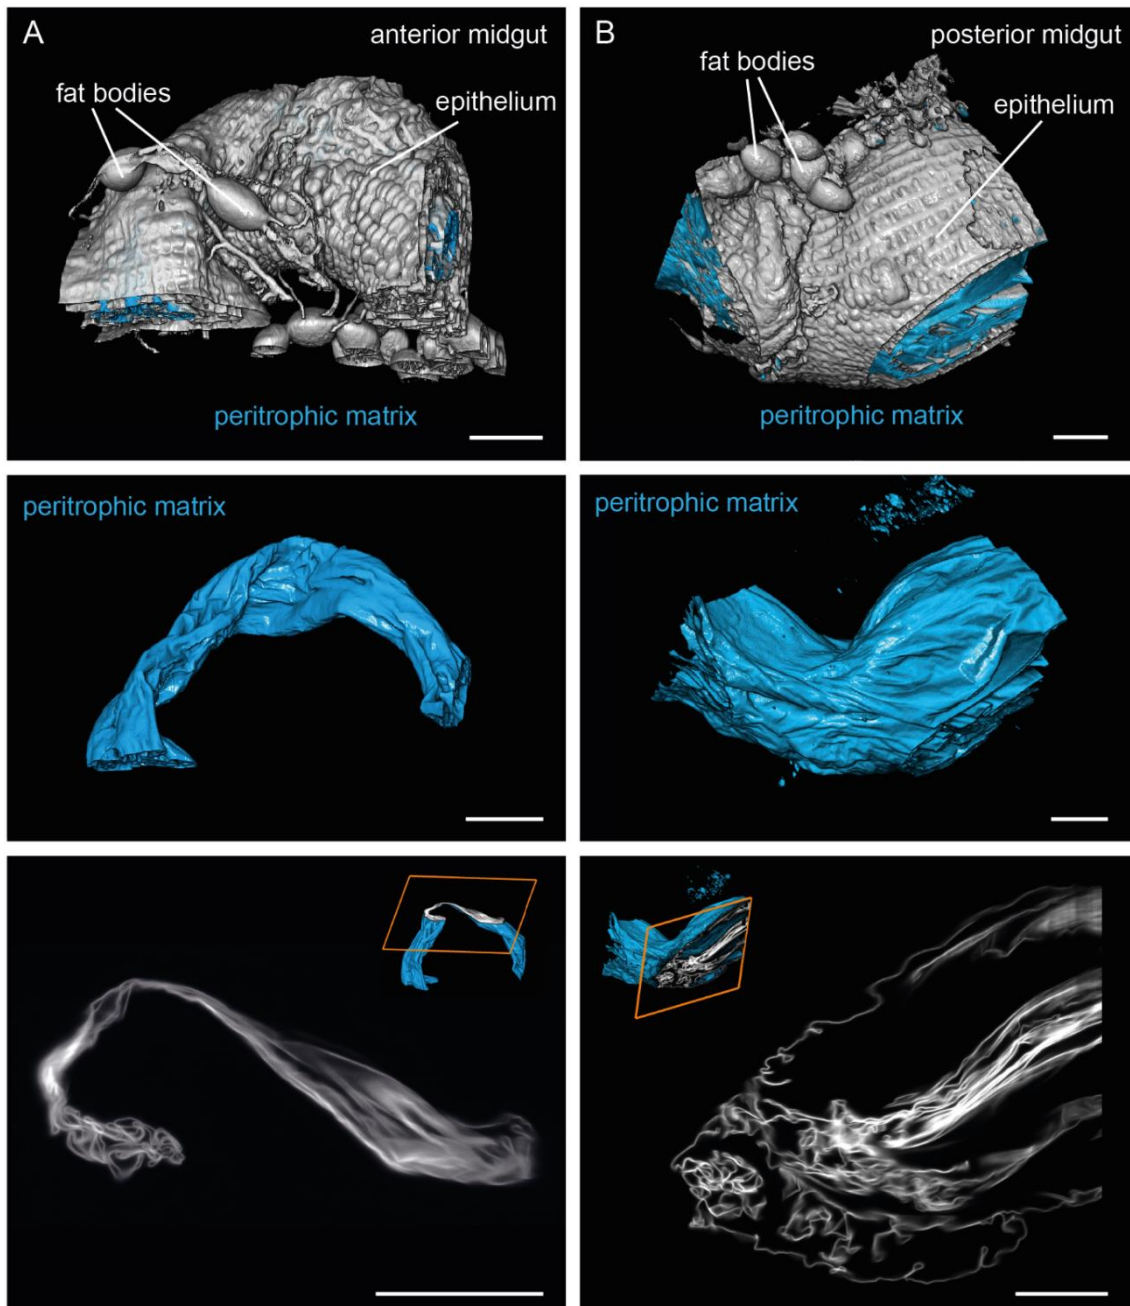 A
anterior midgut
fat bodies
epithelium
peritrophic matrix
B
posterior midgut
fat bodies
epithelium
peritrophic matrix
peritrophic matrix
peritrophic matrix